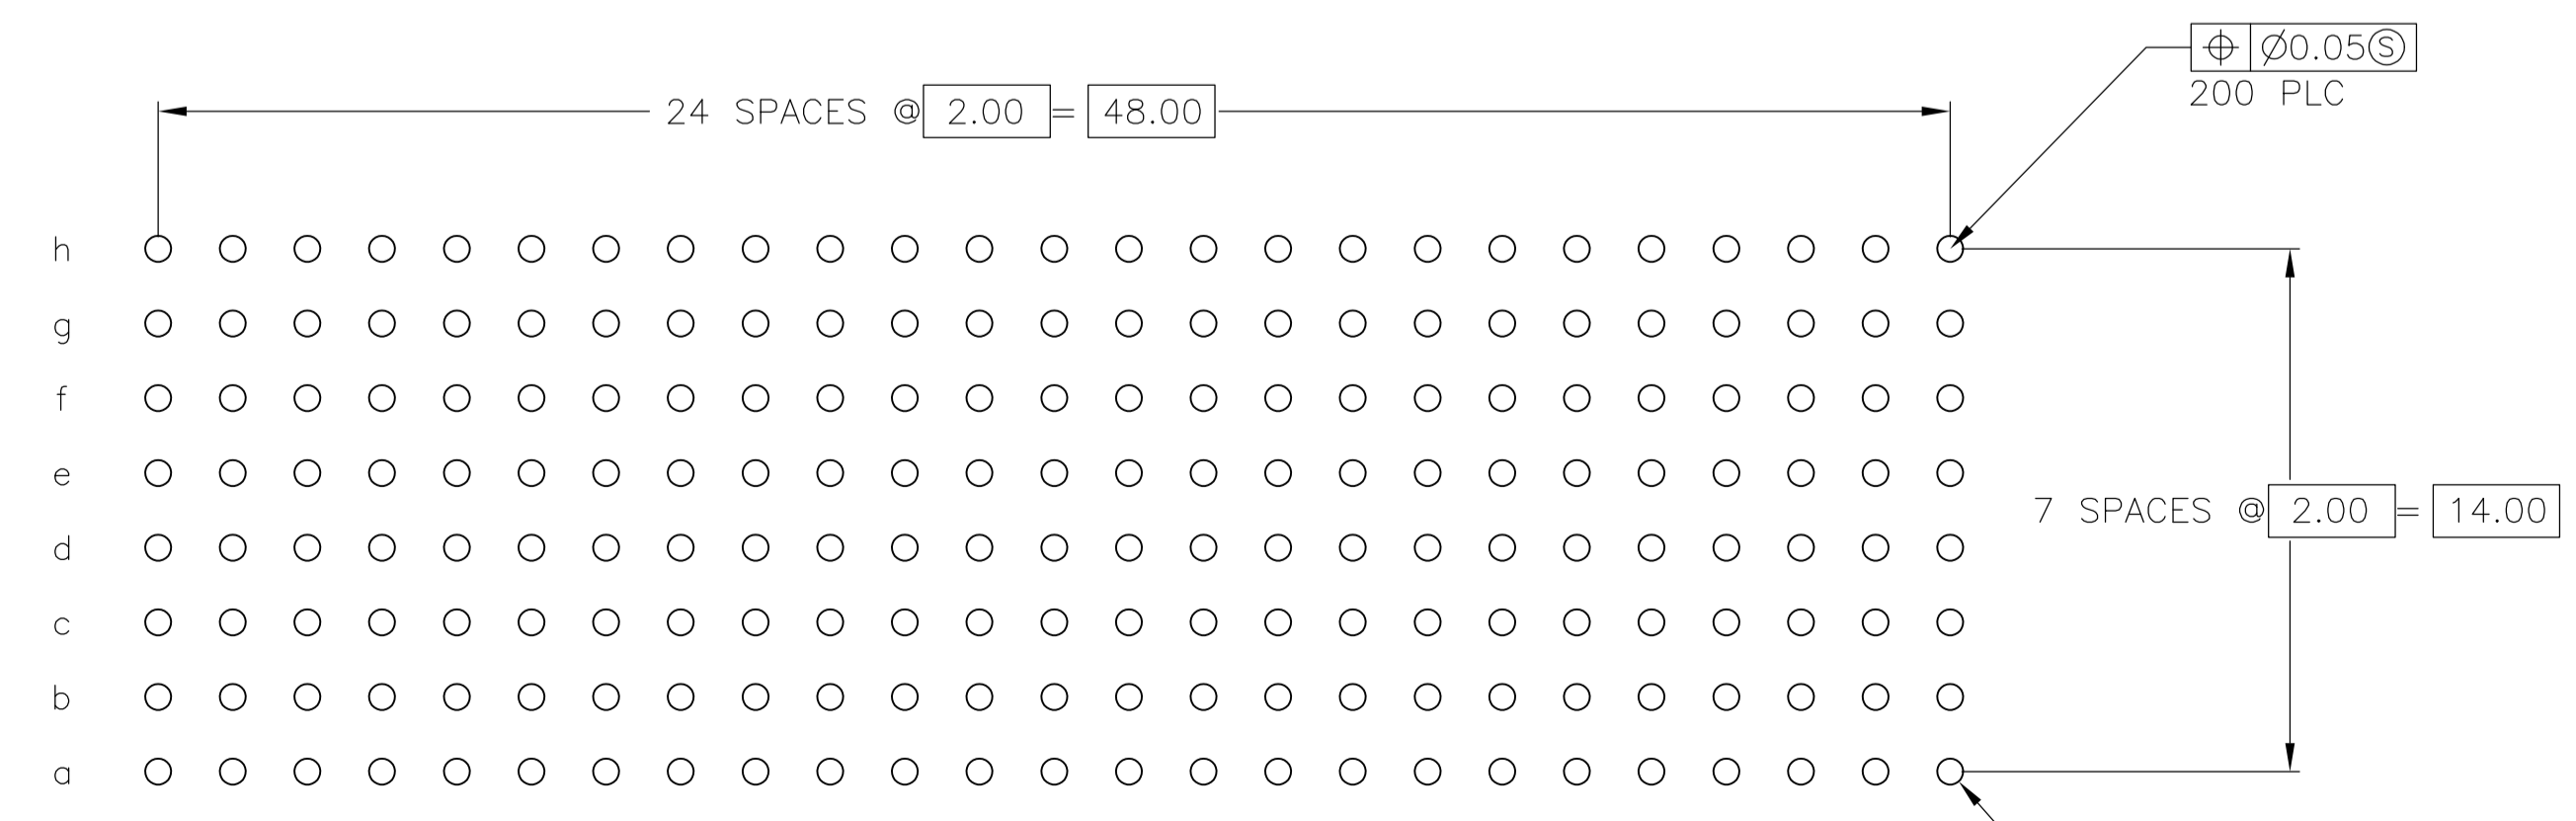 ⌖ Ø0.05Ⓢ
200 PLC
24 SPACES @ 2.00 = 48.00
h
g
f
e
7 SPACES @ 2.00 = 14.00
d
c
b
a